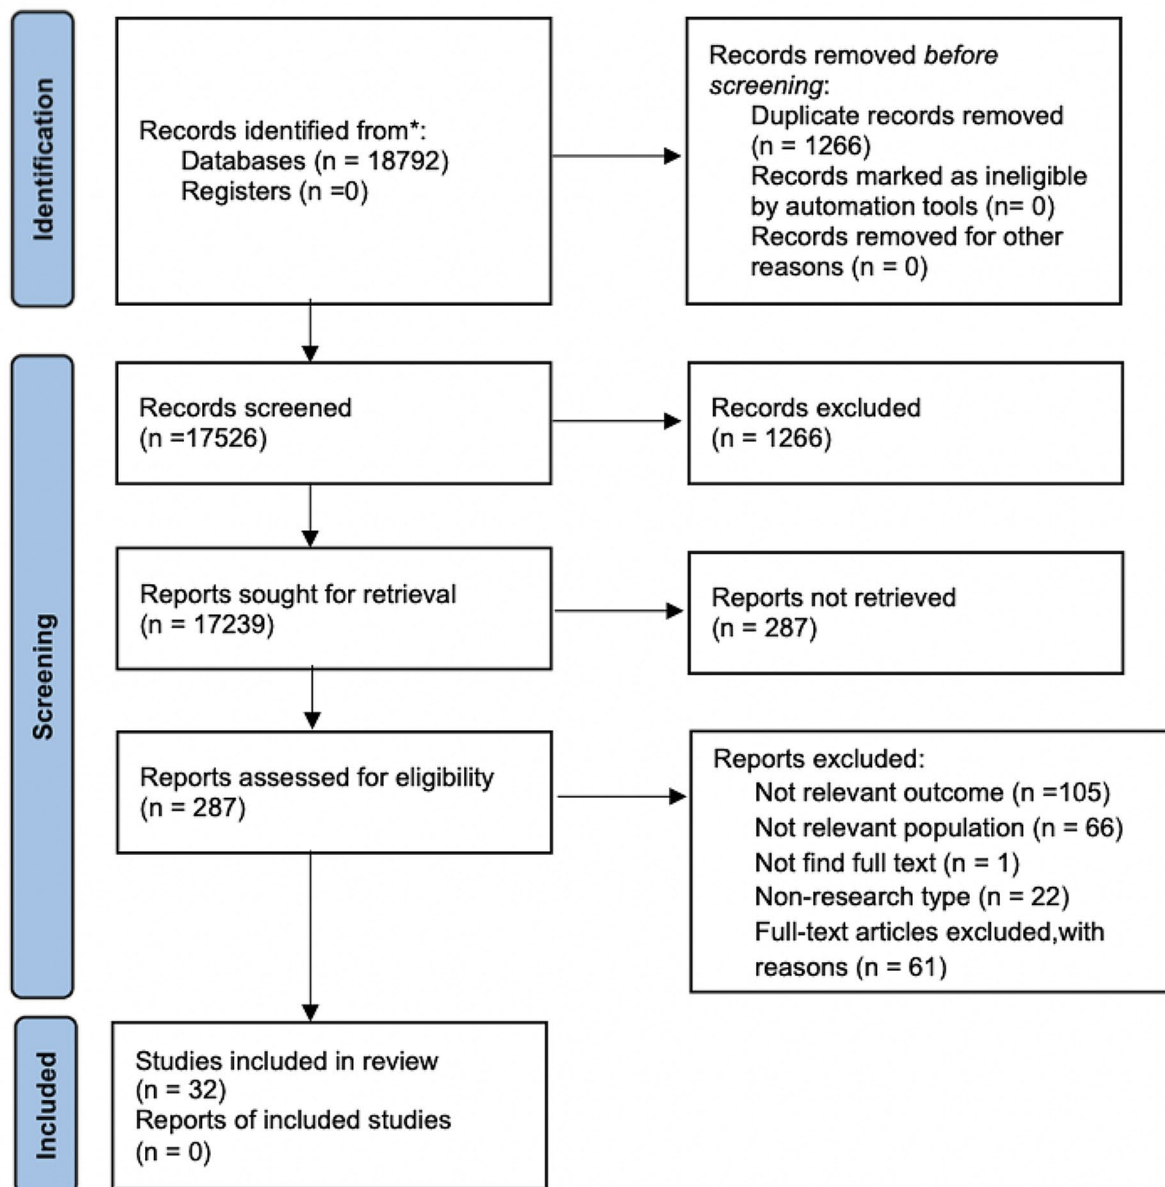 Identification
Records identified from*:
Databases (n = 18792)
Registers (n =0)
Records removed before
screening:
Duplicate records removed
(n = 1266)
Records marked as ineligible
by automation tools (n= 0)
Records removed for other
reasons (n = 0)
Screening
Records screened
(n =17526)
Records excluded
(n = 1266)
Reports sought for retrieval
(n = 17239)
Reports not retrieved
(n = 287)
Reports assessed for eligibility
(n = 287)
Reports excluded:
Not relevant outcome (n =105)
Not relevant population (n = 66)
Not find full text (n = 1)
Non-research type (n = 22)
Full-text articles excluded,with
reasons (n = 61)
Included
Studies included in review
(n = 32)
Reports of included studies
(n = 0)